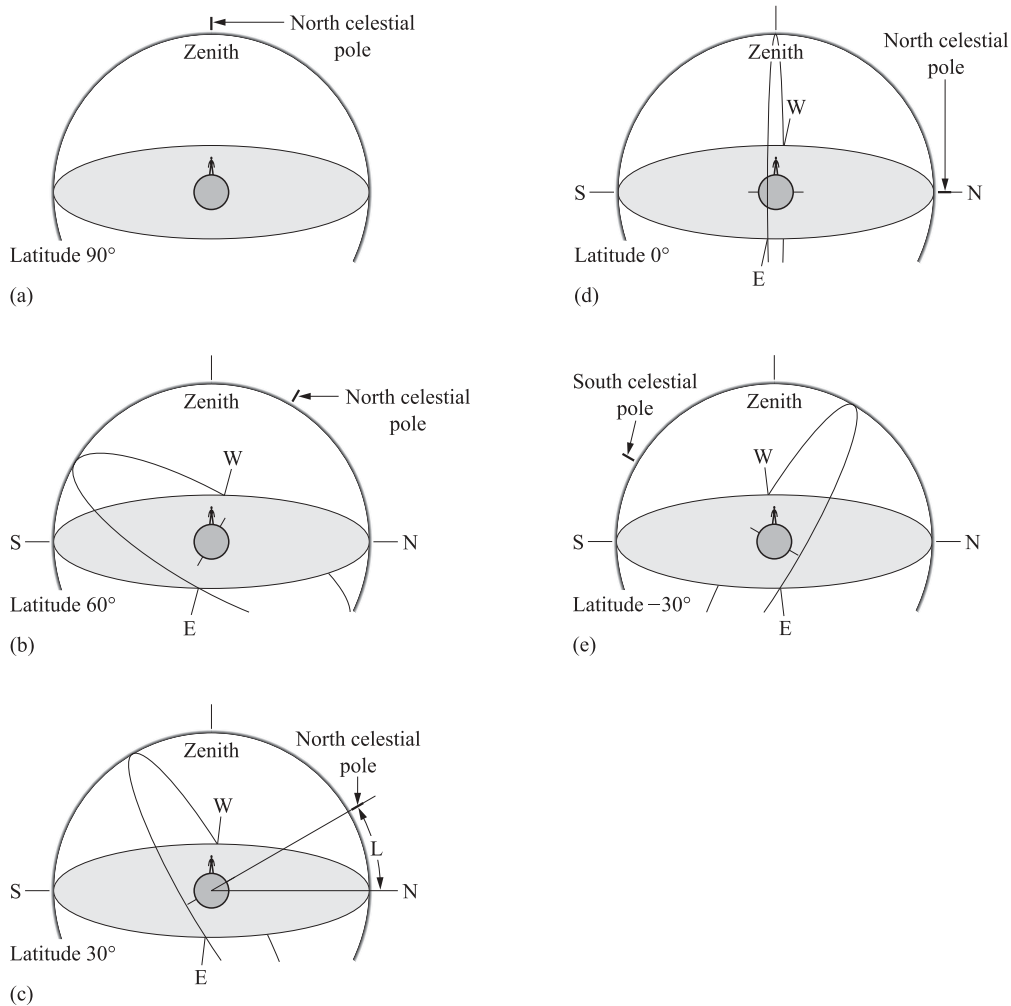 North celestial
pole
Zenith
Latitude 90°
(a)
North celestial
pole
Zenith
W
S
N
E
Latitude 60°
(b)
North celestial
pole
Zenith
W
L
S
N
E
Latitude 30°
(c)
North celestial
pole
Zenith
W
S
N
E
Latitude 0°
(d)
South celestial
pole
Zenith
W
S
N
E
Latitude −30°
(e)